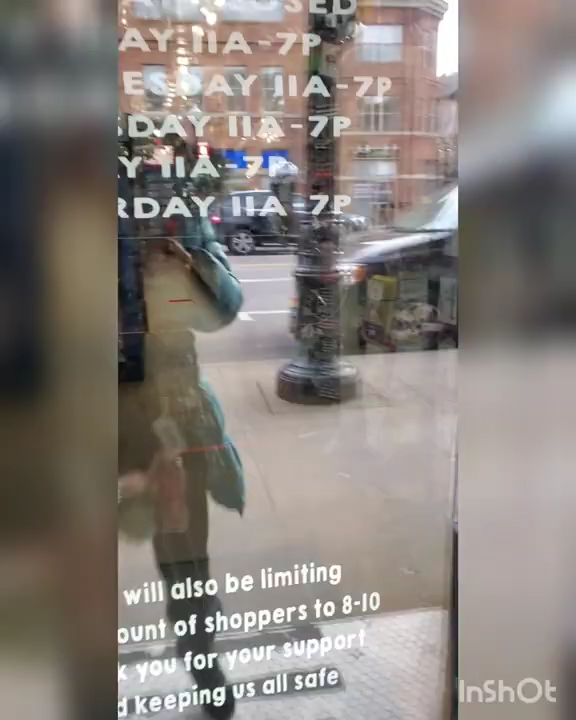 SED
AY 11A-7P
ESDAY 11A-7P
SDAY 11A-7P
Y 11A-7P
RDAY 11A-7P
will also be limiting
ount of shoppers to 8-10
k you for your support
d keeping us all safe
InShOt